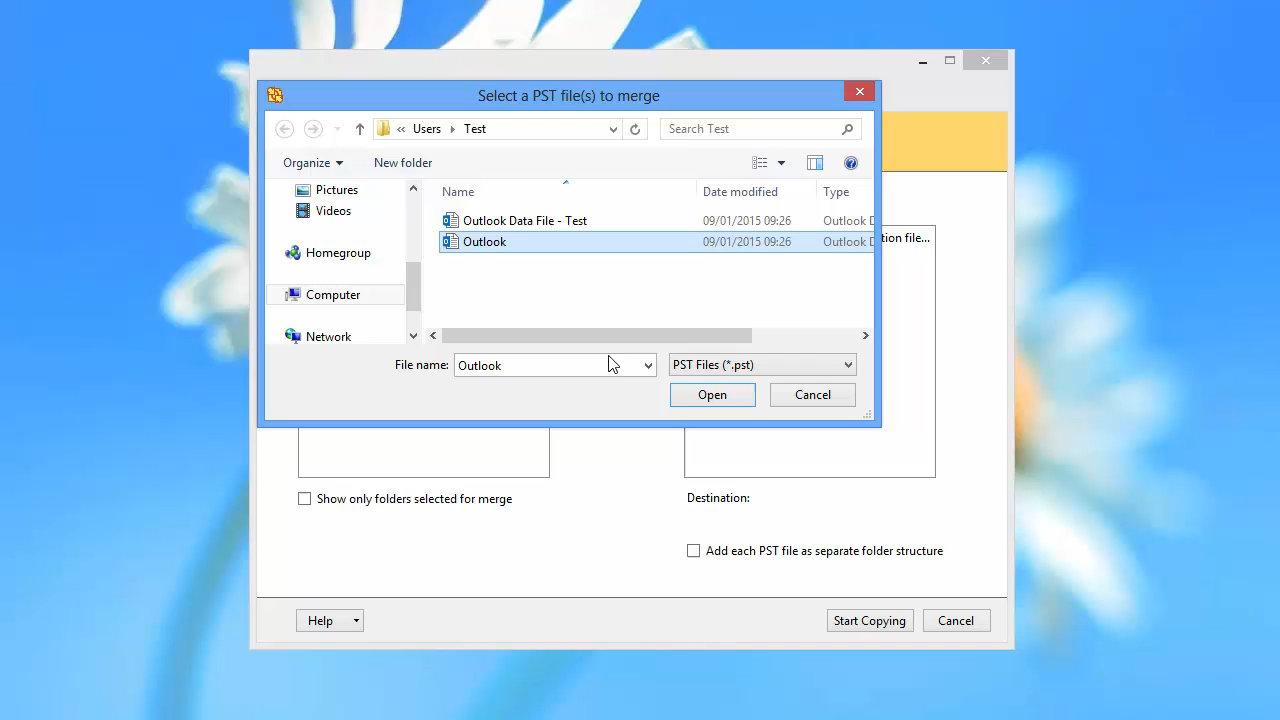 Select a PST file(s) to merge
« Users Test
Search Test
Organize
New folder
Name
Date modified
Type
Pictures
Videos
Homegroup
Computer
Network
Outlook Data File - Test 09/01/2015 09:26 Outlook D
Outlook 09/01/2015 09:26 Outlook D
tion file...
File name: Outlook
PST Files (*.pst)
Open
Cancel
Show only folders selected for merge
Destination:
Add each PST file as separate folder structure
Help
Start Copying
Cancel